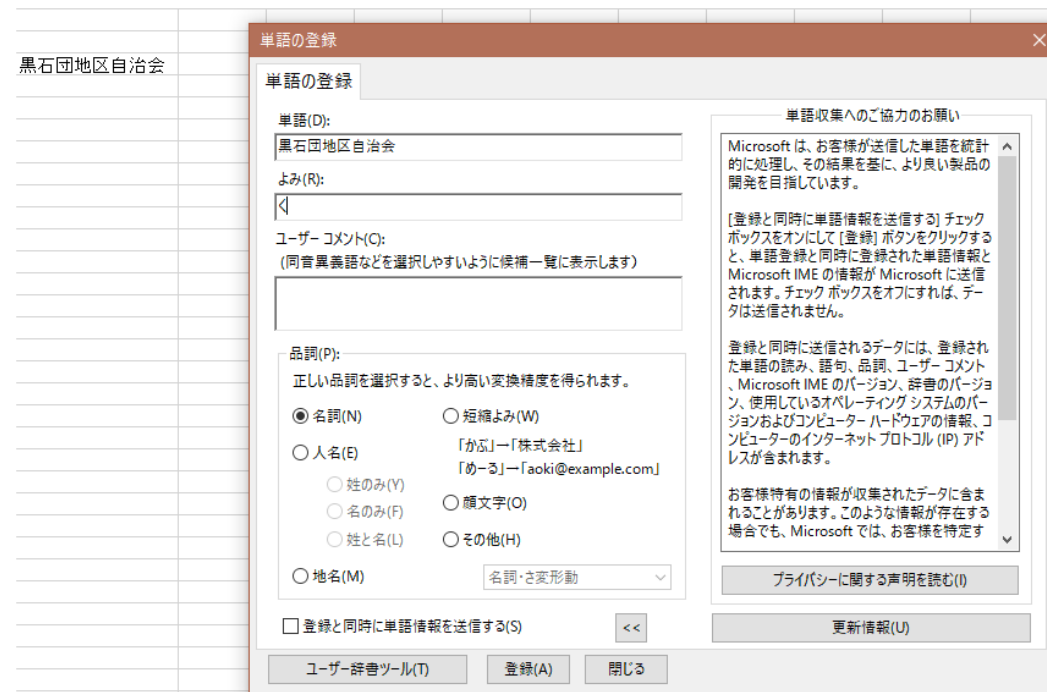 黒石団地区自治会
単語の登録
単語の登録
単語(D):
黒石団地区自治会
よみ(R):
く
ユーザー コメント(C):
(同音異義語などを選択しやすいように候補一覧に表示します)
品詞(P):
正しい品詞を選択すると、より高い変換精度を得られます。
名詞(N)
短縮よみ(W)
「かぶ」→「株式会社」
「めーる」→「aoki@example.com」
人名(E)
姓のみ(Y)
名のみ(F)
姓と名(L)
顔文字(O)
その他(H)
地名(M)
名詞・さ変形動
登録と同時に単語情報を送信する(S)
<<
ユーザー辞書ツール(T)
登録(A)
閉じる
単語収集へのご協力のお願い
Microsoft は、お客様が送信した単語を統計
的に処理し、その結果を基に、より良い製品の
開発を目指しています。
[登録と同時に単語情報を送信する] チェック
ボックスをオンにして [登録] ボタンをクリックする
と、単語登録と同時に登録された単語情報と
Microsoft IME の情報が Microsoft に送信
されます。チェック ボックスをオフにすれば、デー
タは送信されません。
登録と同時に送信されるデータには、登録され
た単語の読み、語句、品詞、ユーザー コメント
、Microsoft IME のバージョン、辞書のバージョ
ン、使用しているオペレーティング システムのバー
ジョンおよびコンピューター ハードウェアの情報、コ
ンピューターのインターネット プロトコル (IP) アド
レスが含まれます。
お客様特有の情報が収集されたデータに含ま
れることがあります。このような情報が存在する
場合でも、Microsoft では、お客様を特定す
プライバシーに関する声明を読む(I)
更新情報(U)